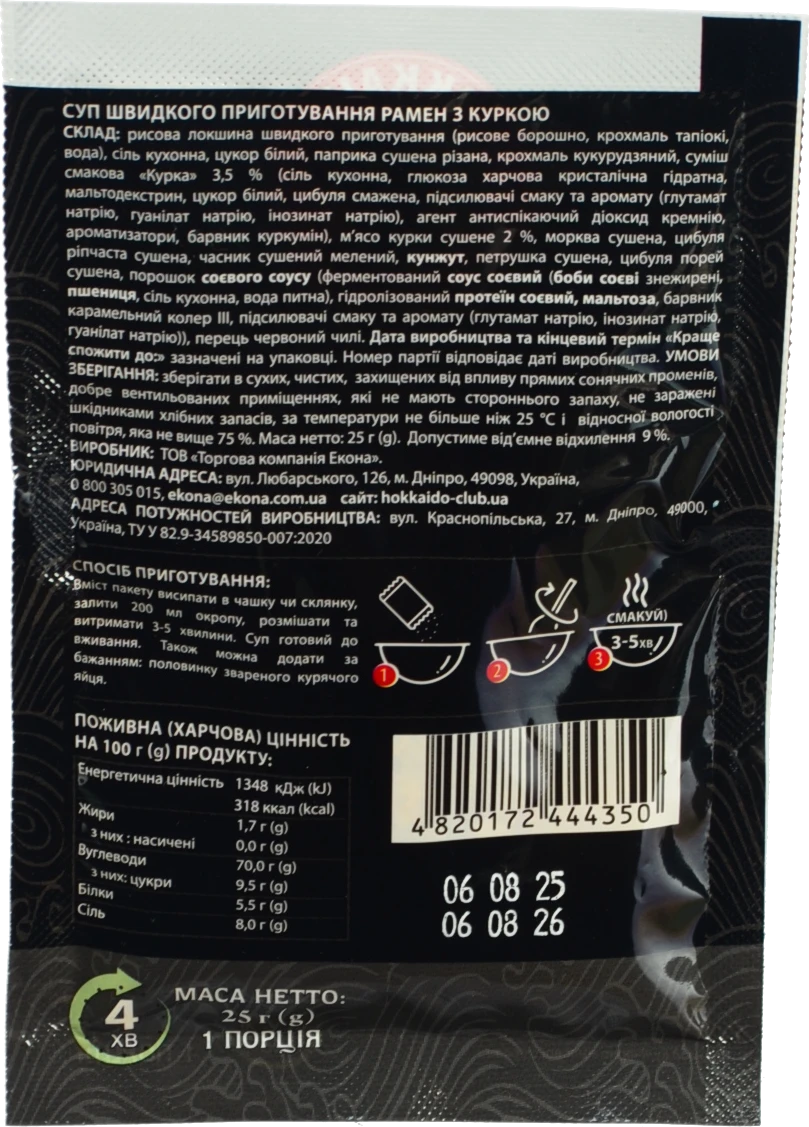 СУП ШВИДКОГО ПРИГОТУВАННЯ РАМЕН З КУРКОЮ
СКЛАД: рисова локшина швидкого приготування (рисове борошно, крохмаль тапіокі,
вода), сіль кухонна, цукор білий, паприка сушена різана, крохмаль кукурудзяний, суміш
смакова «Курка» 3,5 % (сіль кухонна, глюкоза харчова кристалічна гідратна,
мальтодекстрин, цукор білий, цибуля смажена, підсилювачі смаку та аромату (глутамат
натрію, гуанілат натрію, інозинат натрію), агент антиспікаючий діоксид кремнію,
ароматизатори, барвник куркумін), м'ясо курки сушене 2 %, морква сушена, цибуля
ріпчаста сушена, часник сушений мелений, кунжут, петрушка сушена, цибуля порей
сушена, порошок соєвого соусу (ферментований соус соєвий (боби соєві знежирені,
пшениця, сіль кухонна, вода питна), гідролізований протеїн соєвий, мальтоза, барвник
карамельний колер III, підсилювачі смаку та аромату (глутамат натрію, інозинат натрію,
гуанілат натрію)), перець червоний чилі. Дата виробництва та кінцевий термін «Краще
спожити до:» зазначені на упаковці. Номер партії відповідає даті виробництва. УМОВИ
ЗБЕРІГАННЯ: зберігати в сухих, чистих, захищених від впливу прямих сонячних променів,
добре вентильованих приміщеннях, які не мають стороннього запаху, не заражені
шкідниками хлібних запасів, за температури не більше ніж 25 °С і відносної вологості
повітря, яка не вище 75 %. Маса нетто: 25 г (g). Допустиме від'ємне відхилення 9 %.
ВИРОБНИК: ТОВ «Торгова компанія Екона».
ЮРИДИЧНА АДРЕСА: вул. Любарського, 126, м. Дніпро, 49098, Україна,
0 800 305 015, ekona@ekona.com.ua сайт: hokkaido-club.ua
АДРЕСА ПОТУЖНОСТЕЙ ВИРОБНИЦТВА: вул. Краснопільська, 27, м. Дніпро, 49000,
Україна, ТУ У 82.9-34589850-007:2020
СПОСІБ ПРИГОТУВАННЯ:
Вміст пакету висипати в чашку чи склянку,
залити 200 мл окропу, розмішати та
витримати 3-5 хвилини. Суп готовий до
вживання. Також можна додати за
бажанням: половинку звареного курячого
яйця.
СМАКУЙ)
3-5хв
1 2 3
ПОЖИВНА (ХАРЧОВА) ЦІННІСТЬ
НА 100 г (g) ПРОДУКТУ:
Енергетична цінність 1348 кДж (kJ)
318 ккал (kcal)
Жири 1,7 г (g)
з них : насичені 0,0 г (g)
Вуглеводи 70,0 г (g)
з них: цукри 9,5 г (g)
Білки 5,5 г (g)
Сіль 8,0 г (g)
4 820172 444350
06 08 25
06 08 26
4
ХВ
МАСА НЕТТО:
25 г (g)
1 ПОРЦІЯ